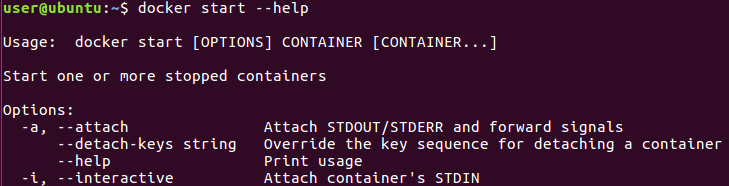 user@ubuntu:~$ docker start --help
Usage:  docker start [OPTIONS] CONTAINER [CONTAINER...]
Start one or more stopped containers
Options:
  -a, --attach               Attach STDOUT/STDERR and forward signals
      --detach-keys string   Override the key sequence for detaching a container
      --help                 Print usage
  -i, --interactive          Attach container's STDIN